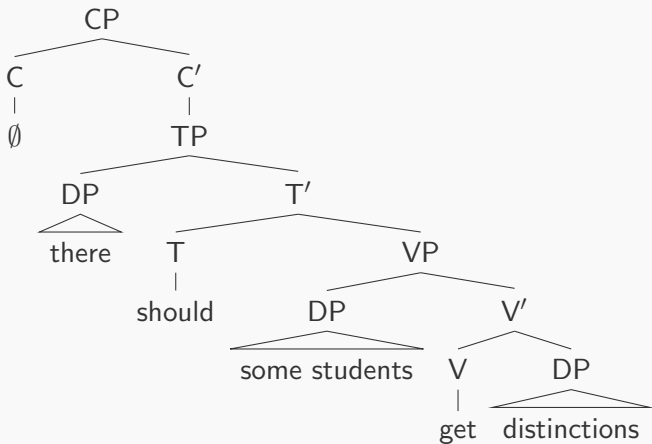 CP
C C′
∅ TP
DP T′
there T VP
should DP V′
some students V DP
get distinctions